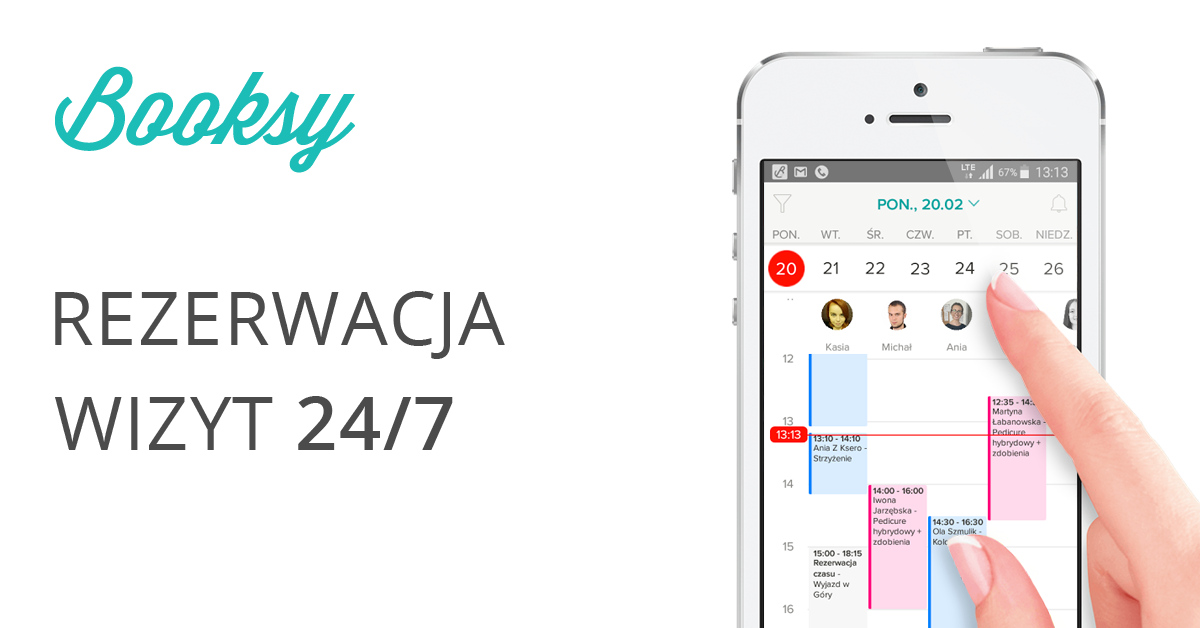 Booksy
REZERWACJA
WIZYT 24/7
LTE 67% 13:13
PON., 20.02
PON. WT. ŚR. CZW. PT. SOB. NIEDZ.
20 21 22 23 24 25 26
Kasia Michał Ania
12
13
13:13
14
15
16
13:10 - 14:10
Ania Z Ksero -
Strzyżenie
15:00 - 18:15
Rezerwacja
czasu -
Wyjazd w
Góry
14:00 - 16:00
Iwona
Jarzębska -
Pedicure
hybrydowy +
zdobienia
14:30 - 16:30
Ola Szmulik -
12:35 - 14:
Martyna
Łabanowska -
Pedicure
hybrydowy +
zdobienia